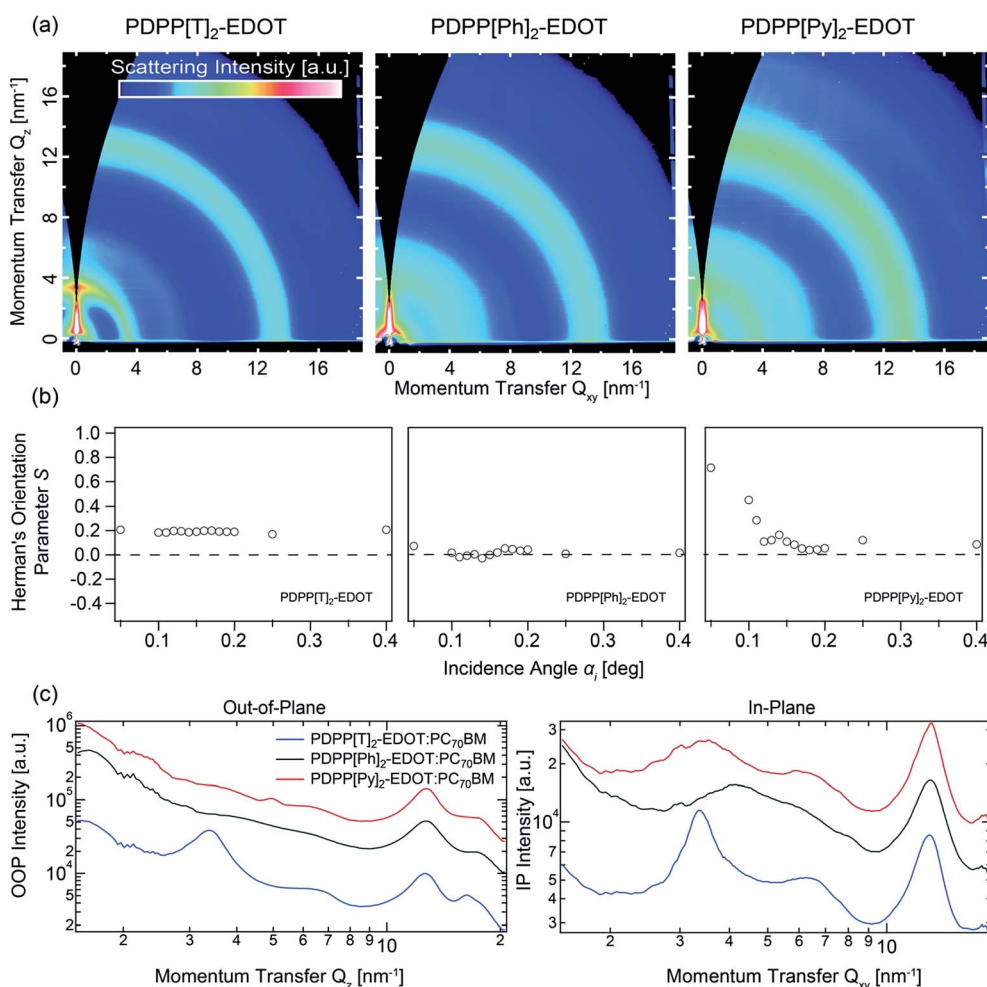 (a)
PDPP[T]₂-EDOT PDPP[Ph]₂-EDOT PDPP[Py]₂-EDOT
Scattering Intensity [a.u.]
Momentum Transfer Q_z [nm⁻¹]
16
12
8
4
0
0 4 8 12 16 0 4 8 12 16 0 4 8 12 16
Momentum Transfer Q_xy [nm⁻¹]
(b)
Herman's Orientation
Parameter S
1.0
0.8
0.6
0.4
0.2
0.0
-0.2
-0.4
PDPP[T]₂-EDOT PDPP[Ph]₂-EDOT PDPP[Py]₂-EDOT
0.1 0.2 0.3 0.4 0.1 0.2 0.3 0.4 0.1 0.2 0.3 0.4
Incidence Angle α_i [deg]
(c)
Out-of-Plane
OOP Intensity [a.u.]
10⁶
5
2
10⁵
5
2
10⁴
5
2
PDPP[T]₂-EDOT:PC₇₀BM
PDPP[Ph]₂-EDOT:PC₇₀BM
PDPP[Py]₂-EDOT:PC₇₀BM
2 3 4 5 6 7 8 9 10 2
Momentum Transfer Q_z [nm⁻¹]
In-Plane
IP Intensity [a.u.]
3
2
10⁴
9
8
7
6
5
4
3
2 3 4 5 6 7 8 9 10
Momentum Transfer Q_xy [nm⁻¹]